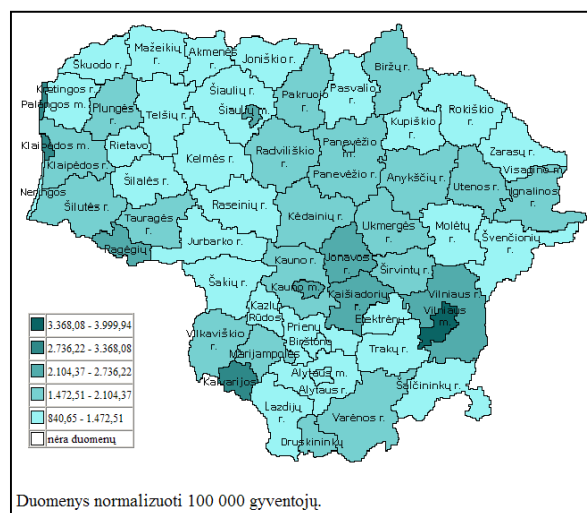 Mažeikių r.
Akmenės r.
Joniškio r.
Skuodo r.
Biržų r.
Kretingos r.
Palangos m.
Plungės r.
Telšių r.
Šiaulių r.
Šiaulių m.
Pakruojo r.
Pasvalio r.
Kupiškio r.
Rokiškio r.
Zarasų r.
Klaipėdos m.
Klaipėdos r.
Rietavo
Kelmės r.
Radviliškio r.
Panevėžio m.
Panevėžio r.
Anykščių r.
Utenos r.
Visagino m.
Ignalinos r.
Neringos
Šilalės r.
Šilutės r.
Tauragės r.
Raseinių r.
Kėdainių r.
Ukmergės r.
Molėtų r.
Švenčionių r.
Pagėgių
Jurbarko r.
Jonavos r.
Širvintų r.
Kauno r.
Kauno m.
Kaišiadorių r.
Vilniaus r.
Vilniaus m.
Šakių r.
Kazlų Rūdos
Prienų r.
Birštono
Elektrėnų
Trakų r.
Vilkaviškio r.
Marijampolės
Kalvarijos
Alytaus m.
Alytaus r.
Šalčininkų r.
Lazdijų r.
Varėnos r.
Druskininkų
3.368,08 - 3.999,94
2.736,22 - 3.368,08
2.104,37 - 2.736,22
1.472,51 - 2.104,37
840,65 - 1.472,51
nėra duomenų
Duomenys normalizuoti 100 000 gyventojų.